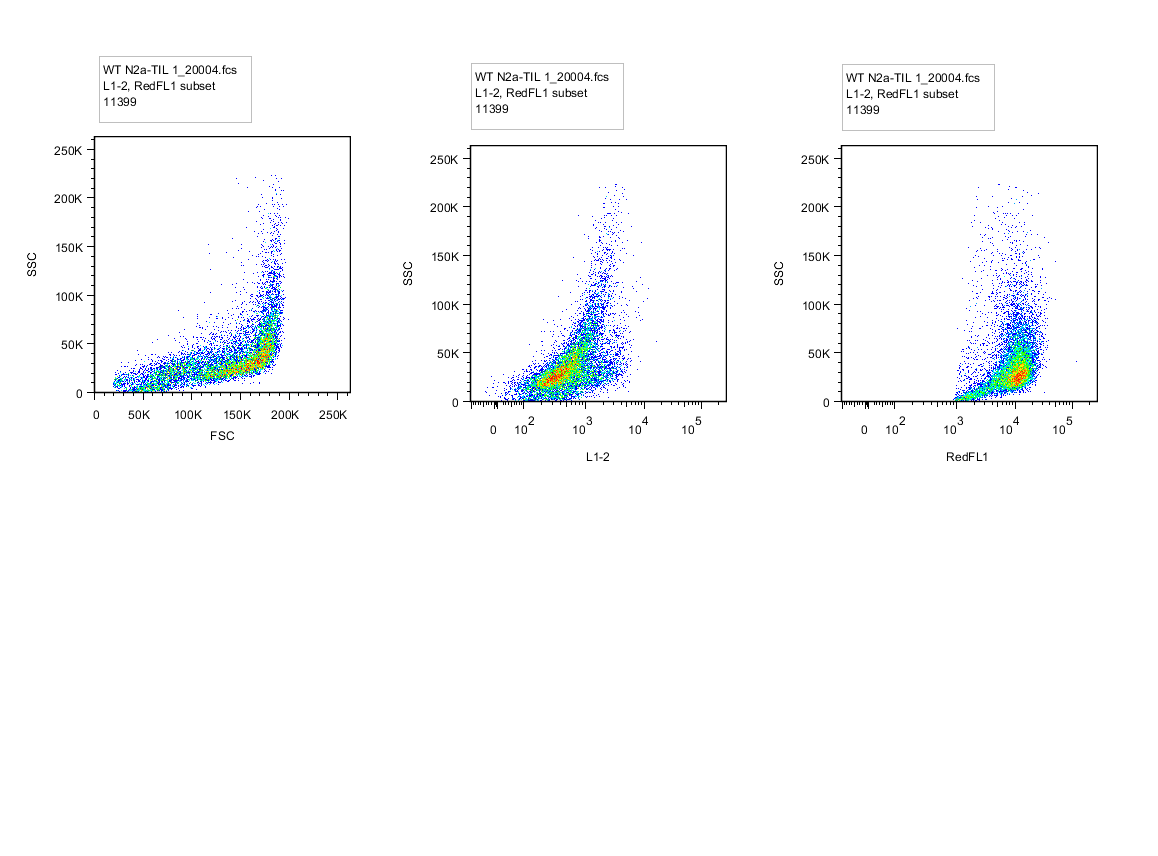 WT N2a-TIL 1_20004.fcs
L1-2, RedFL1 subset
11399
250K
200K
150K
100K
50K
0
SSC
0 50K 100K 150K 200K 250K
FSC
WT N2a-TIL 1_20004.fcs
L1-2, RedFL1 subset
11399
250K
200K
150K
100K
50K
0
SSC
0 10^2 10^3 10^4 10^5
L1-2
WT N2a-TIL 1_20004.fcs
L1-2, RedFL1 subset
11399
250K
200K
150K
100K
50K
0
SSC
0 10^2 10^3 10^4 10^5
RedFL1